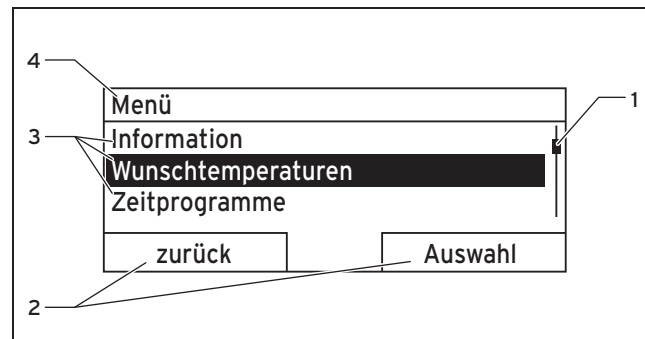 4
Menü
1
3
Information
Wunschtemperaturen
Zeitprogramme
zurück Auswahl
2